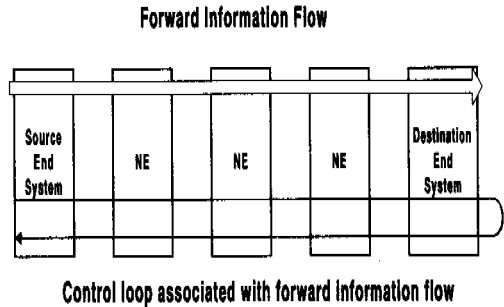 Forward Information Flow
Source
End
System
NE
NE
NE
Destination
End
System
Control loop associated with forward information flow